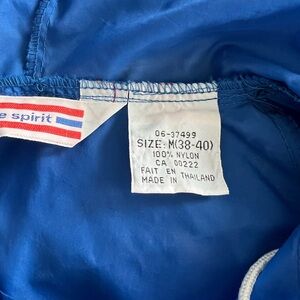 e spirit
06-37499
SIZE: M(38-40)
100% NYLON
CA 00222
FAIT EN THAILAND
MADE IN